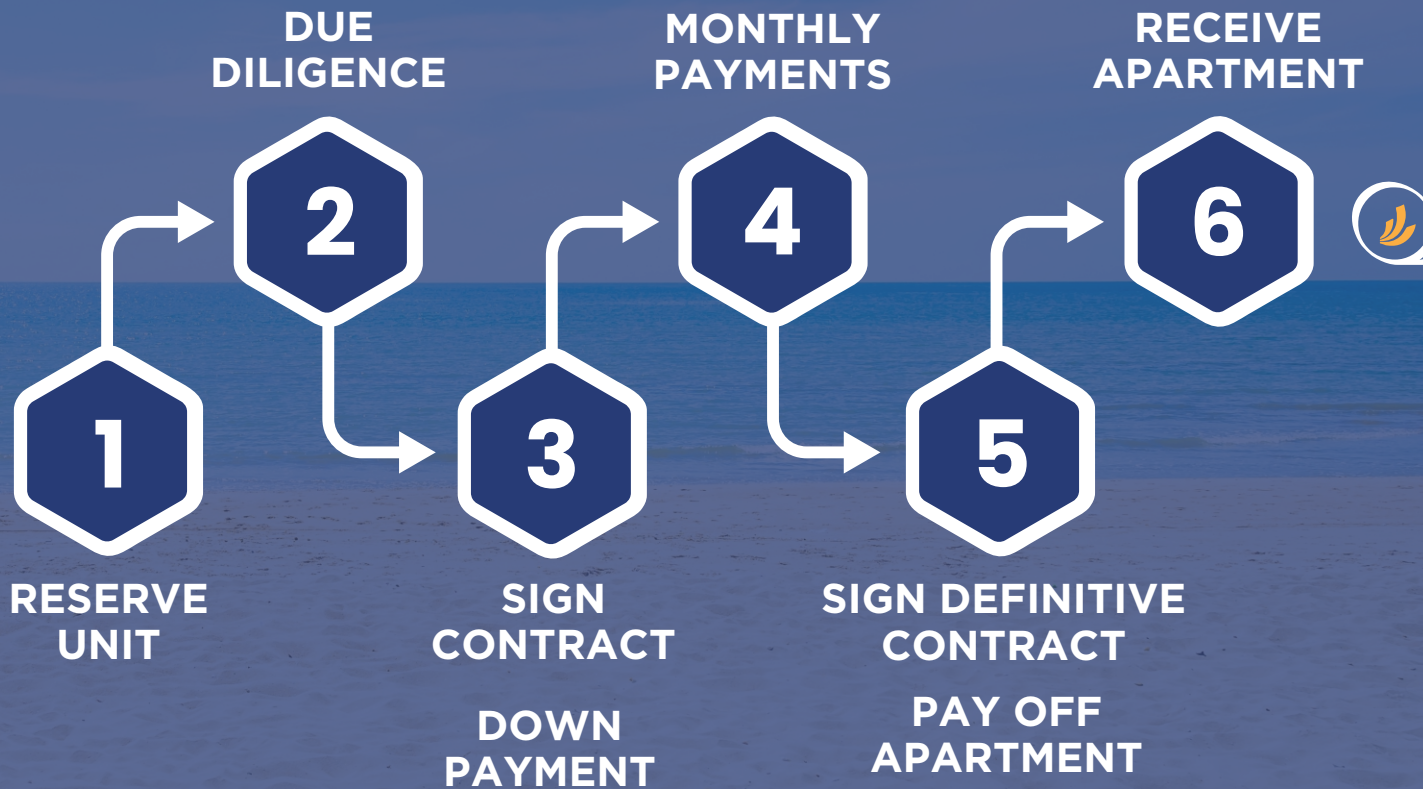 DUE
DILIGENCE
MONTHLY
PAYMENTS
RECEIVE
APARTMENT
2
4
6
1
3
5
RESERVE
UNIT
SIGN
CONTRACT
DOWN
PAYMENT
SIGN DEFINITIVE
CONTRACT
PAY OFF
APARTMENT